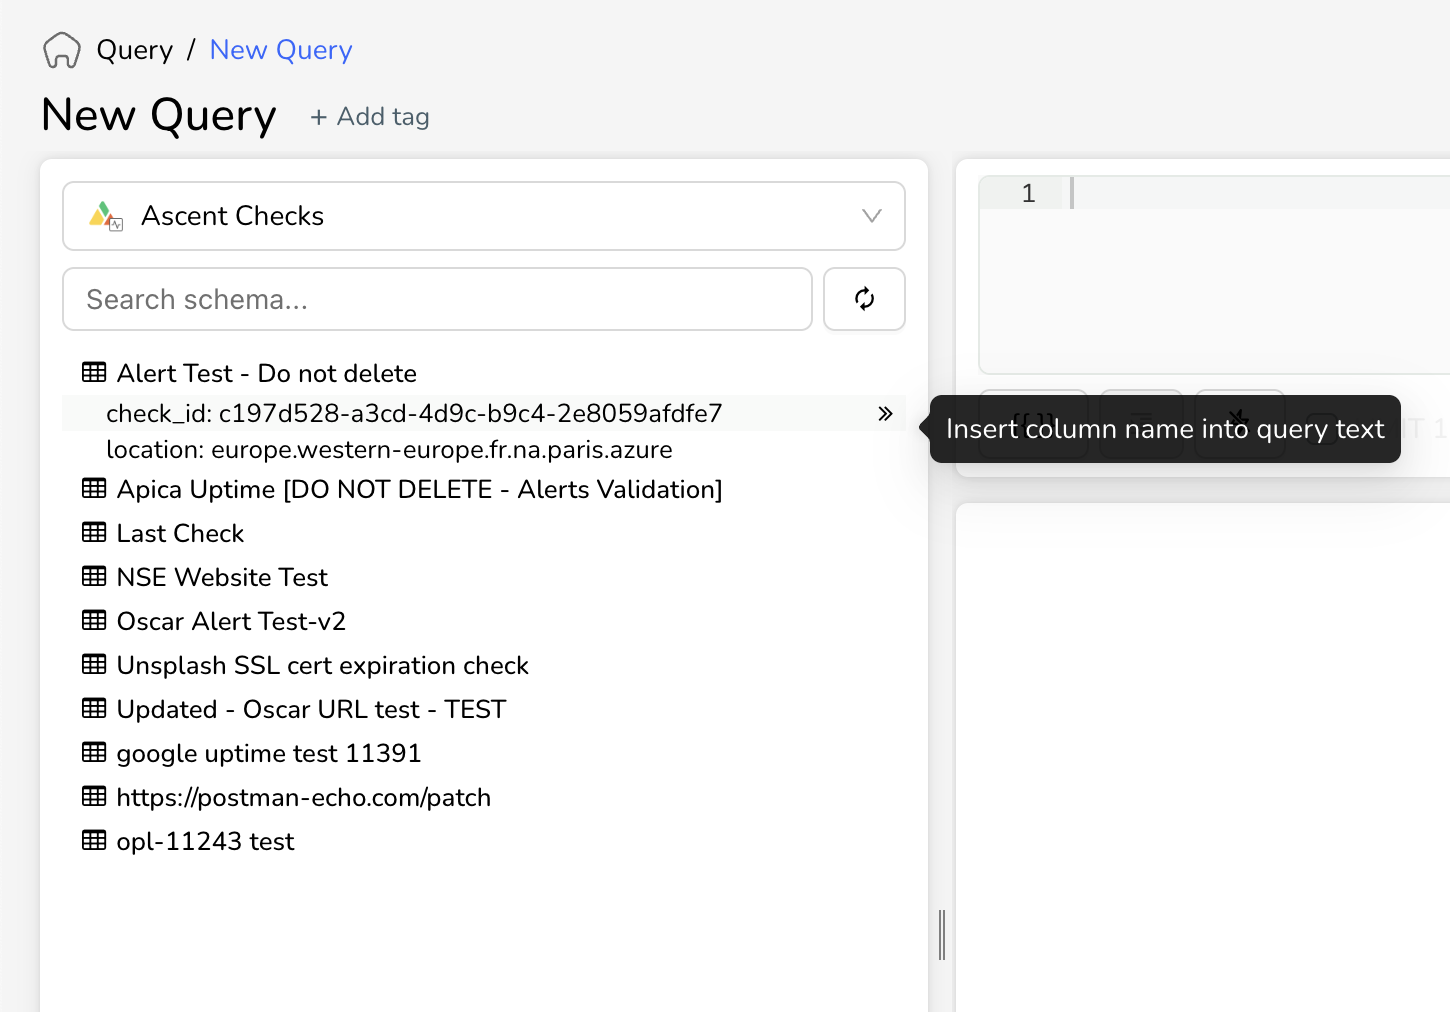 Query / New Query
New Query + Add tag
Ascent Checks
Search schema...
Alert Test - Do not delete
check_id: c197d528-a3cd-4d9c-b9c4-2e8059afdfe7
location: europe.western-europe.fr.na.paris.azure
Apica Uptime [DO NOT DELETE - Alerts Validation]
Last Check
NSE Website Test
Oscar Alert Test-v2
Unsplash SSL cert expiration check
Updated - Oscar URL test - TEST
google uptime test 11391
https://postman-echo.com/patch
opl-11243 test
1
Insert column name into query text